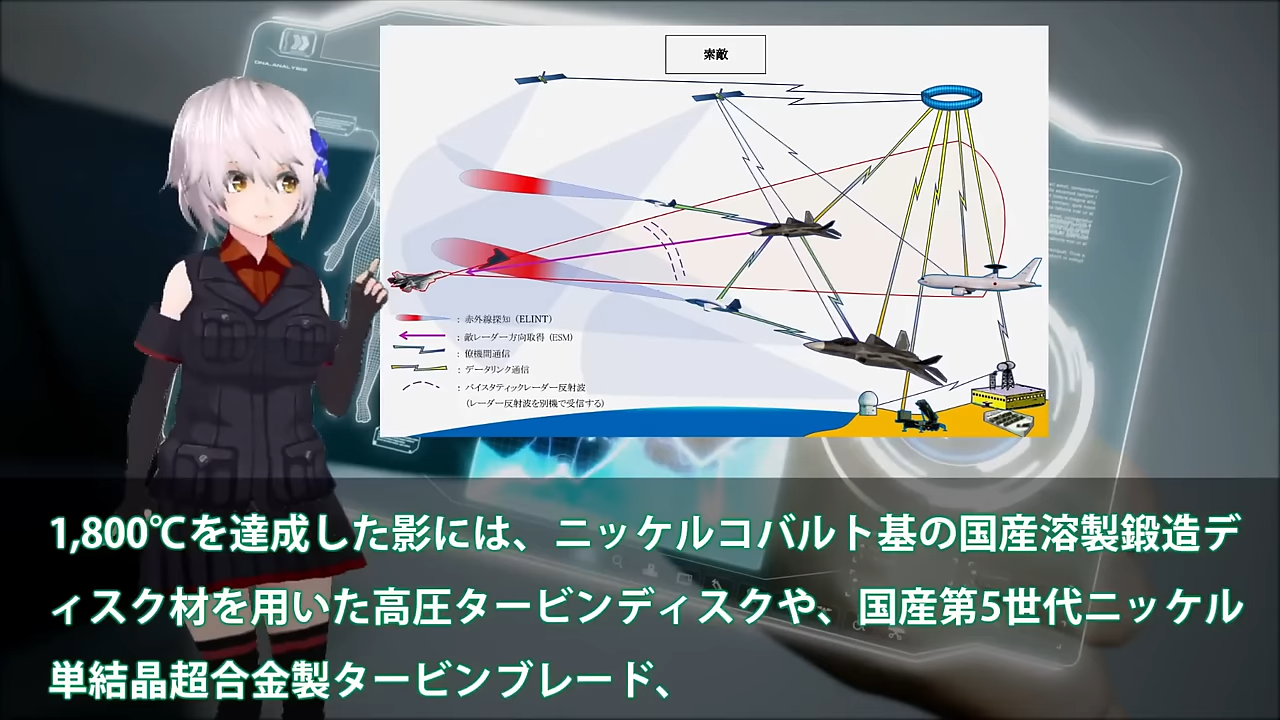 索敵
DNA_ANALYSIS
: 赤外線探知 (ELINT)
: 敵レーダー方向取得 (ESM)
: 僚機間通信
: データリンク通信
: バイスタティックレーダー反射波
(レーダー反射波を別機で受信する)
1,800℃を達成した影には、ニッケルコバルト基の国産溶製鍛造デ
ィスク材を用いた高圧タービンディスクや、国産第5世代ニッケル
単結晶超合金製タービンブレード、